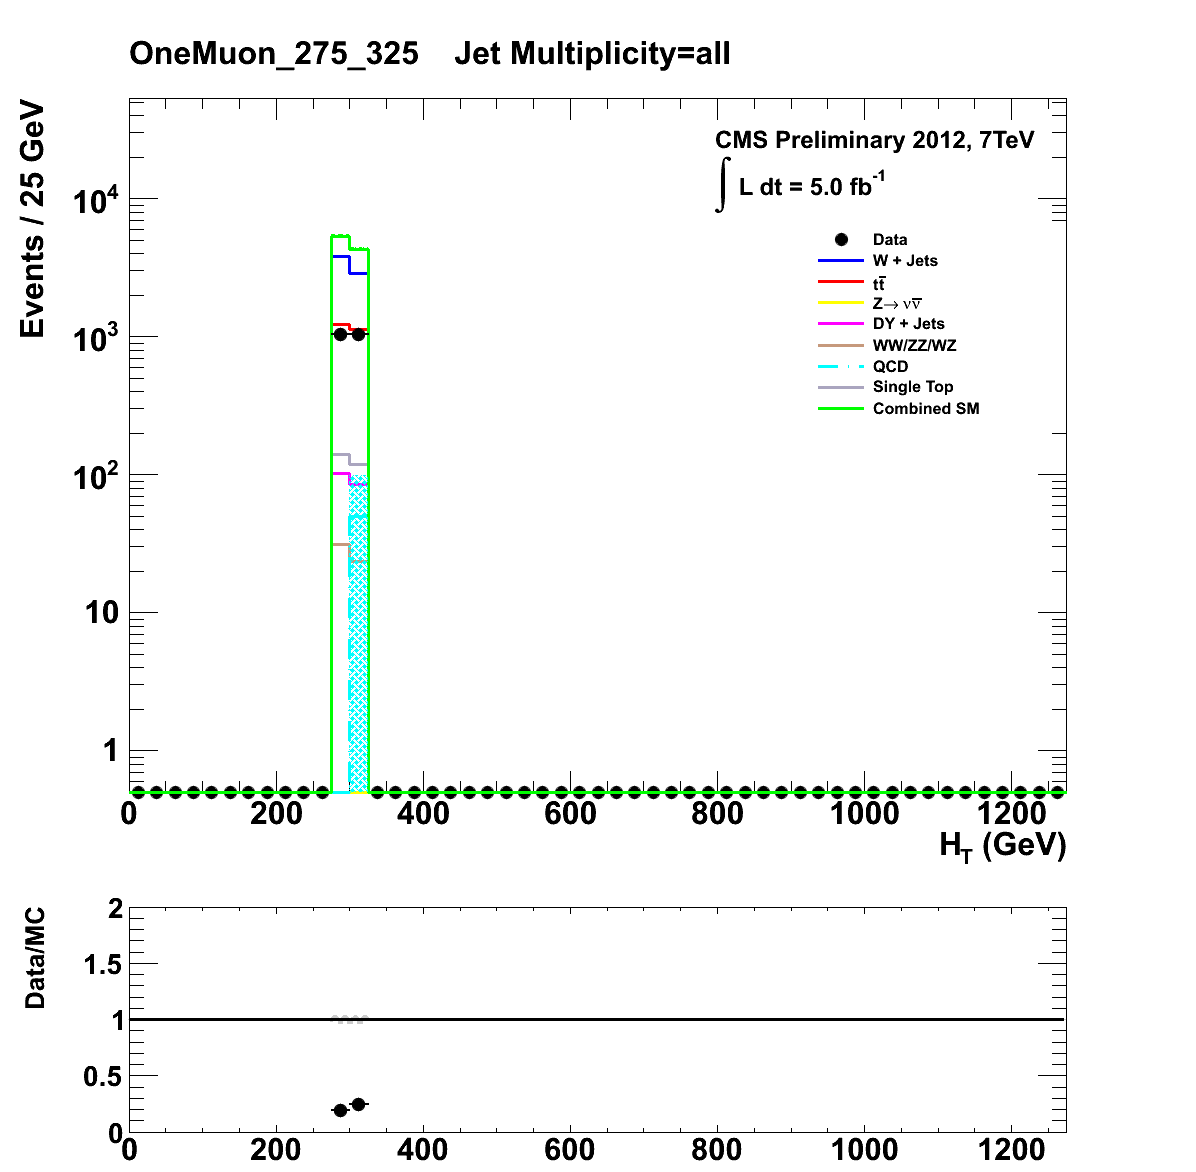 OneMuon_275_325 Jet Multiplicity=all
Events / 25 GeV
CMS Preliminary 2012, 7TeV
∫ L dt = 5.0 fb⁻¹
Data
W + Jets
tt̅
Z→ νν̅
DY + Jets
WW/ZZ/WZ
QCD
Single Top
Combined SM
10⁴
10³
10²
10
1
0 200 400 600 800 1000 1200
H_T (GeV)
Data/MC
2
1.5
1
0.5
0
0 200 400 600 800 1000 1200